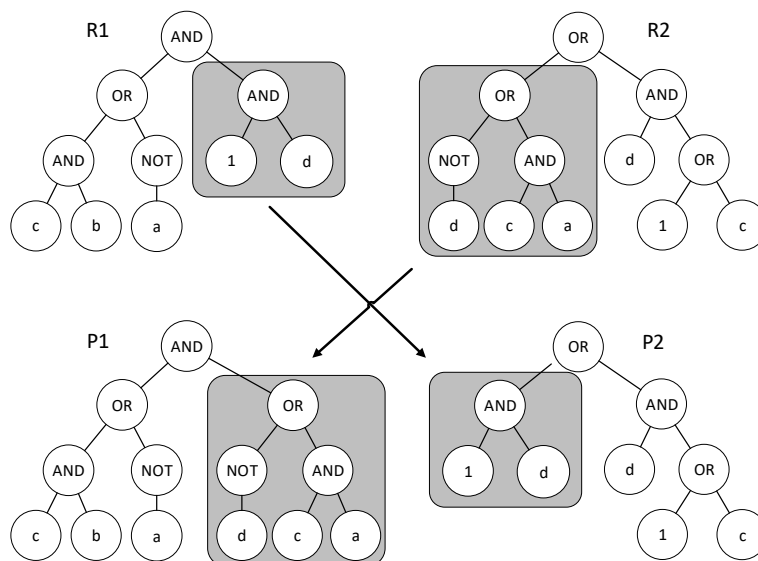 R1 AND OR R2
OR AND OR AND
AND NOT 1 d NOT AND d OR
c b a d c a 1 c
P1 AND OR P2
OR OR AND AND
AND NOT NOT AND 1 d d OR
c b a d c a 1 c